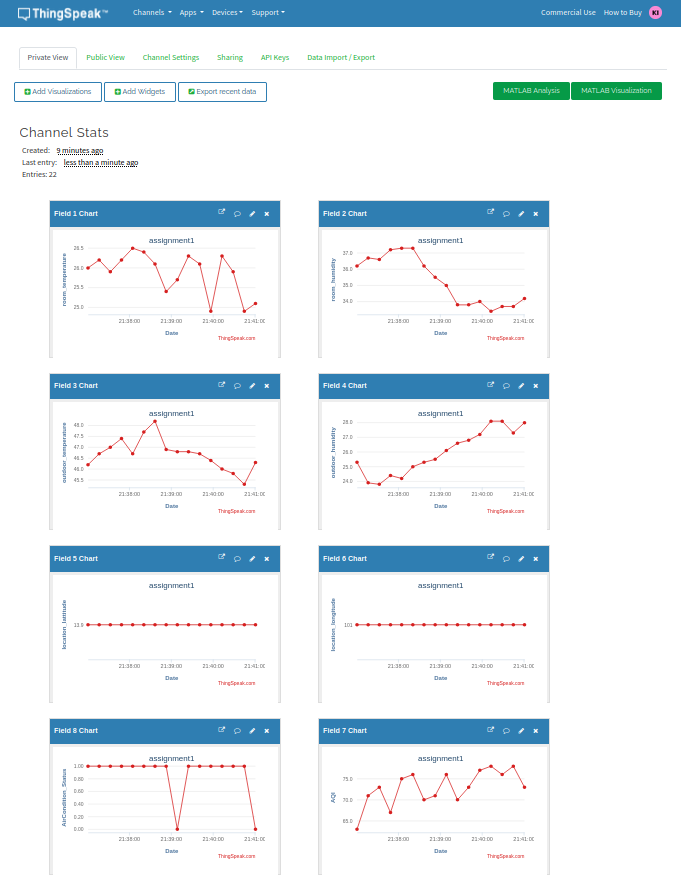 ThingSpeak™ Channels Apps Devices Support Commercial Use How to Buy KI
Private View Public View Channel Settings Sharing API Keys Data Import / Export
Add Visualizations Add Widgets Export recent data MATLAB Analysis MATLAB Visualization
Channel Stats
Created: 9 minutes ago
Last entry: less than a minute ago
Entries: 22
Field 1 Chart
assignment1
room_temperature
26.5
26.0
25.5
25.0
21:38:00 21:39:00 21:40:00 21:41:00
Date
ThingSpeak.com
Field 2 Chart
assignment1
room_humidity
37.0
36.0
35.0
34.0
21:38:00 21:39:00 21:40:00 21:41:00
Date
ThingSpeak.com
Field 3 Chart
assignment1
outdoor_temperature
48.0
47.5
47.0
46.5
46.0
45.5
21:38:00 21:39:00 21:40:00 21:41:00
Date
ThingSpeak.com
Field 4 Chart
assignment1
outdoor_humidity
28.0
27.0
26.0
25.0
24.0
21:38:00 21:39:00 21:40:00 21:41:00
Date
ThingSpeak.com
Field 5 Chart
assignment1
location_latitude
13.9
21:38:00 21:39:00 21:40:00 21:41:00
Date
ThingSpeak.com
Field 6 Chart
assignment1
location_longitude
101
21:38:00 21:39:00 21:40:00 21:41:00
Date
ThingSpeak.com
Field 8 Chart
assignment1
AirCondition_Status
1.00
0.80
0.60
0.40
0.20
0.00
21:38:00 21:39:00 21:40:00 21:41:00
Date
ThingSpeak.com
Field 7 Chart
assignment1
AQI
75.0
70.0
65.0
21:38:00 21:39:00 21:40:00 21:41:00
Date
ThingSpeak.com